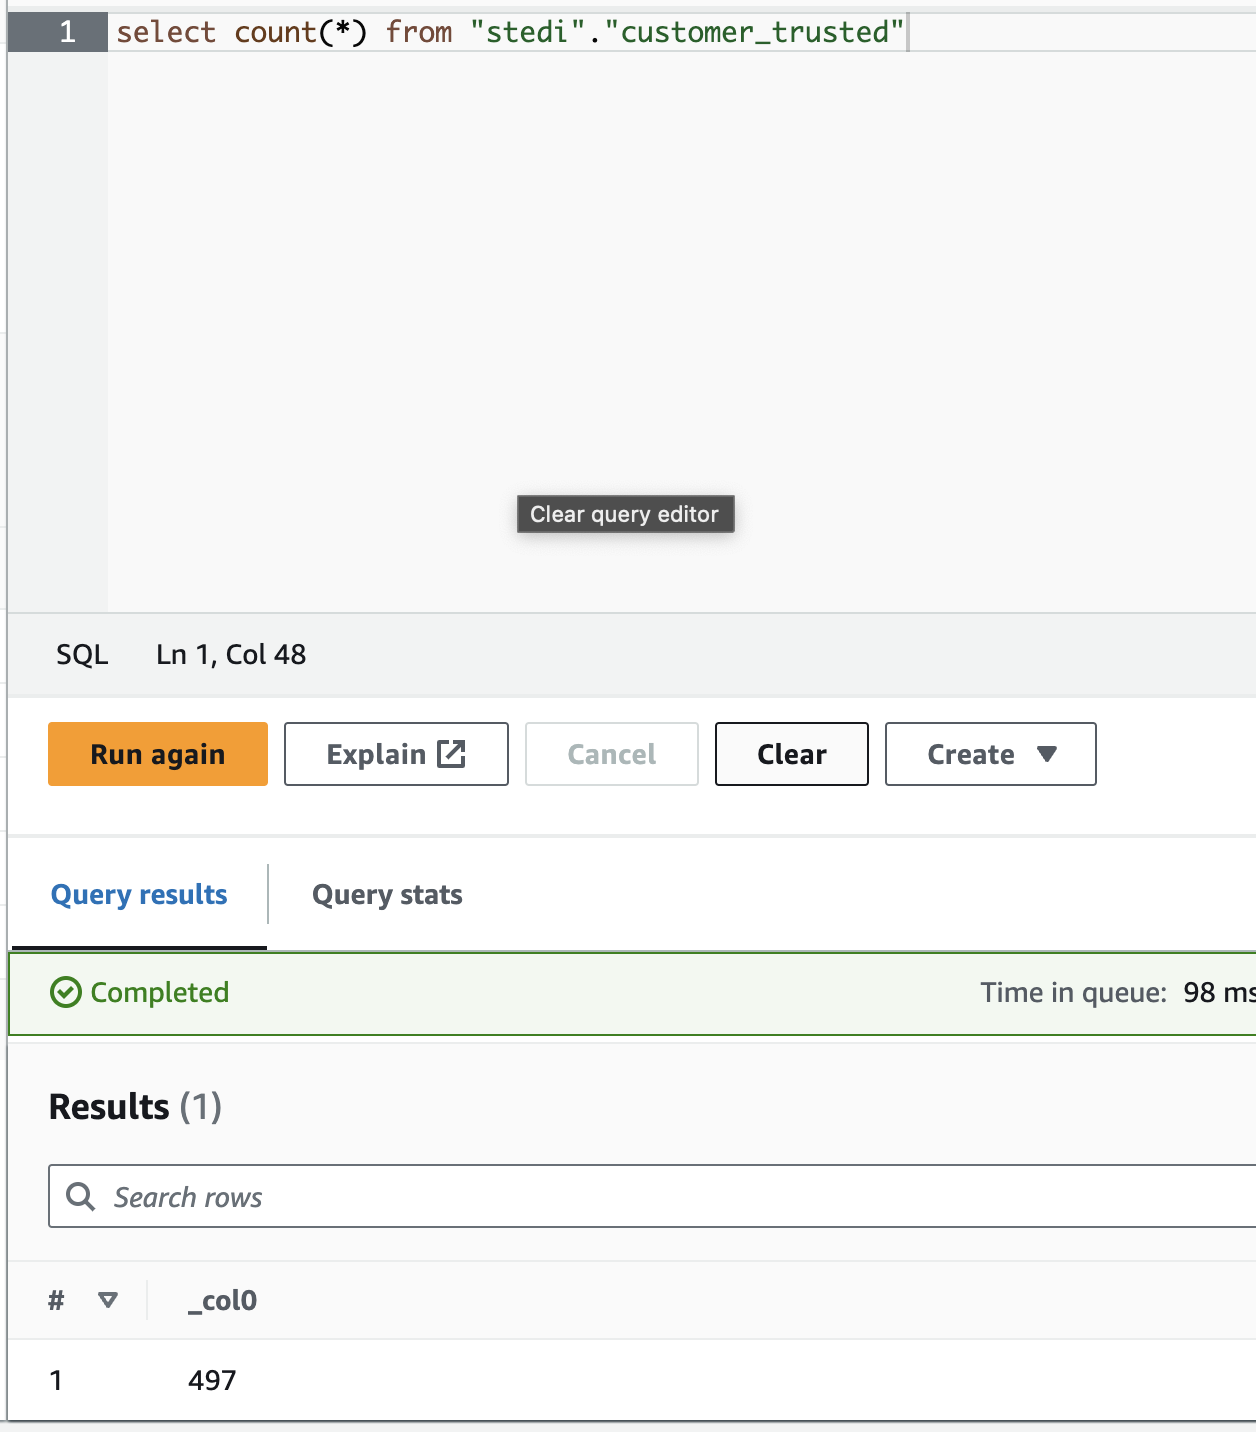 1 select count(*) from "stedi"."customer_trusted"
Clear query editor
SQL Ln 1, Col 48
Run again Explain Cancel Clear Create
Query results Query stats
Completed Time in queue: 98 ms
Results (1)
Search rows
# _col0
1 497